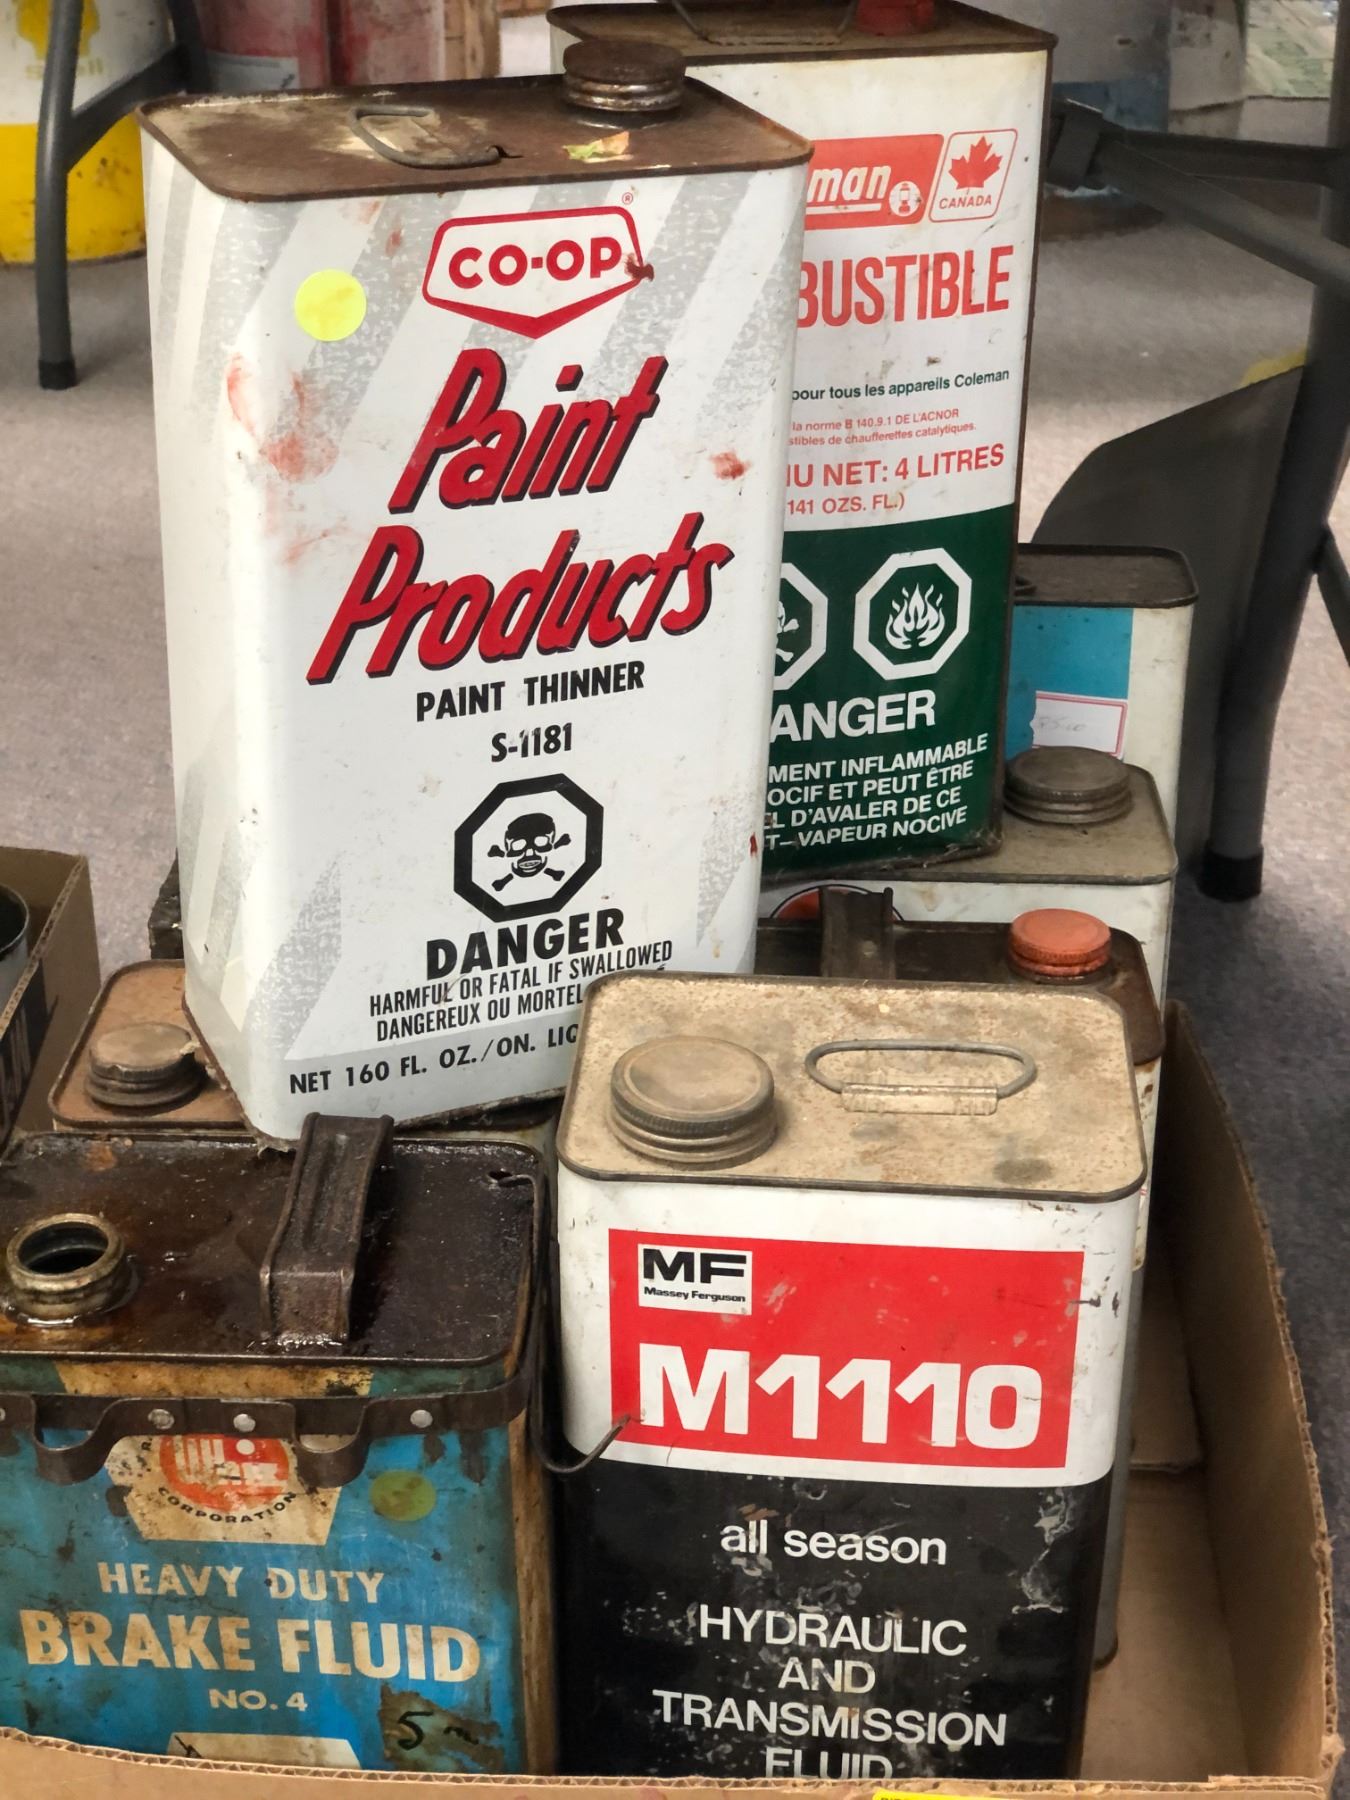 CO-OP
®
Paint
Products
PAINT THINNER
S-1181
DANGER
HARMFUL OR FATAL IF SWALLOWED
DANGEREUX OU MORTEL
NET 160 FL. OZ./ON. LIQ
man
CANADA
BUSTIBLE
pour tous les appareils Coleman
la norme B 140.9.1 DE L'ACNOR
stibles de chaufferettes catalytiques.
U NET: 4 LITRES
141 OZS. FL.)
ANGER
MENT INFLAMMABLE
OCIF ET PEUT ÊTRE
EL D'AVALER DE CE
T-VAPEUR NOCIVE
MF
Massey Ferguson
M1110
all season
HYDRAULIC
AND
TRANSMISSION
FLUID
CORPORATION
HEAVY DUTY
BRAKE FLUID
NO. 4
5